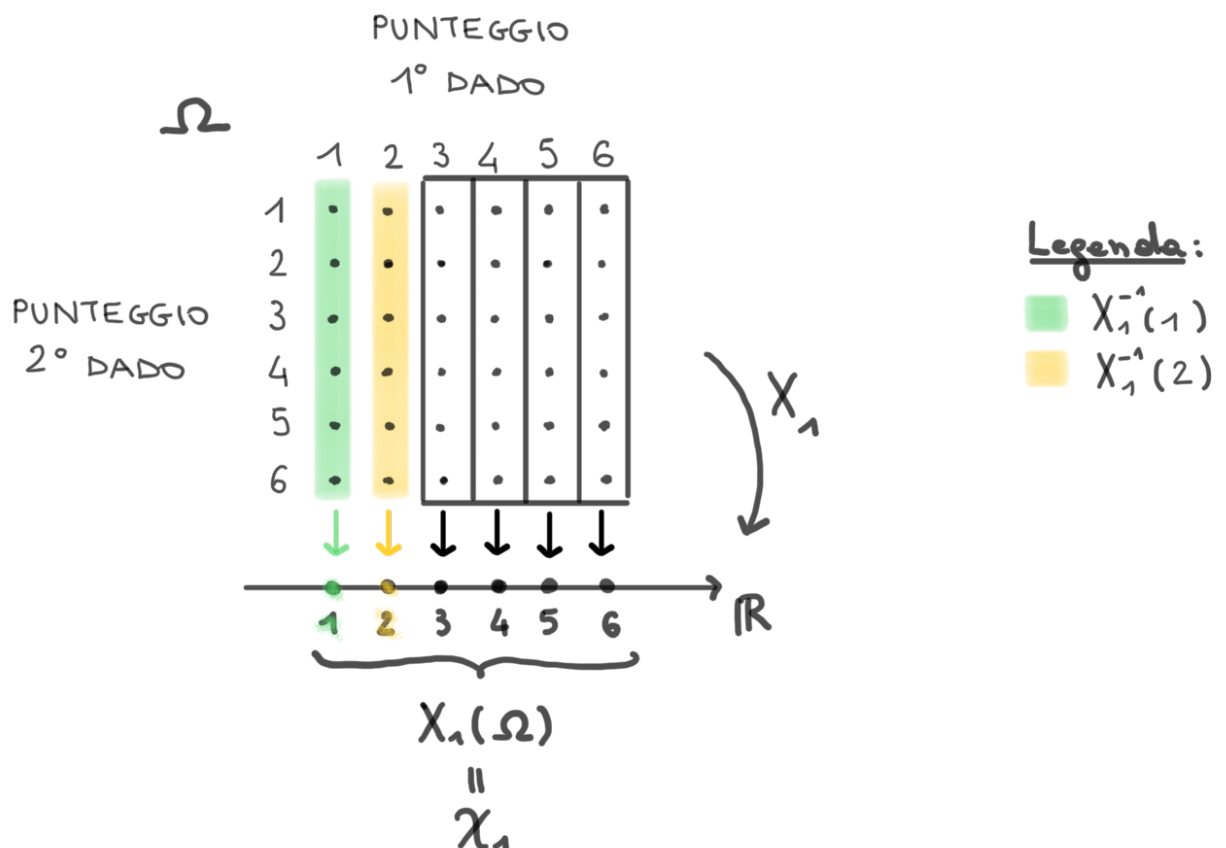 PUNTEGGIO
1° DADO
Ω
1 2 3 4 5 6
1
2
3
4
5
6
PUNTEGGIO
2° DADO
X₁
Legenda:
X₁⁻¹(1)
X₁⁻¹(2)
1 2 3 4 5 6
ℝ
X₁(Ω)
=
𝒳₁